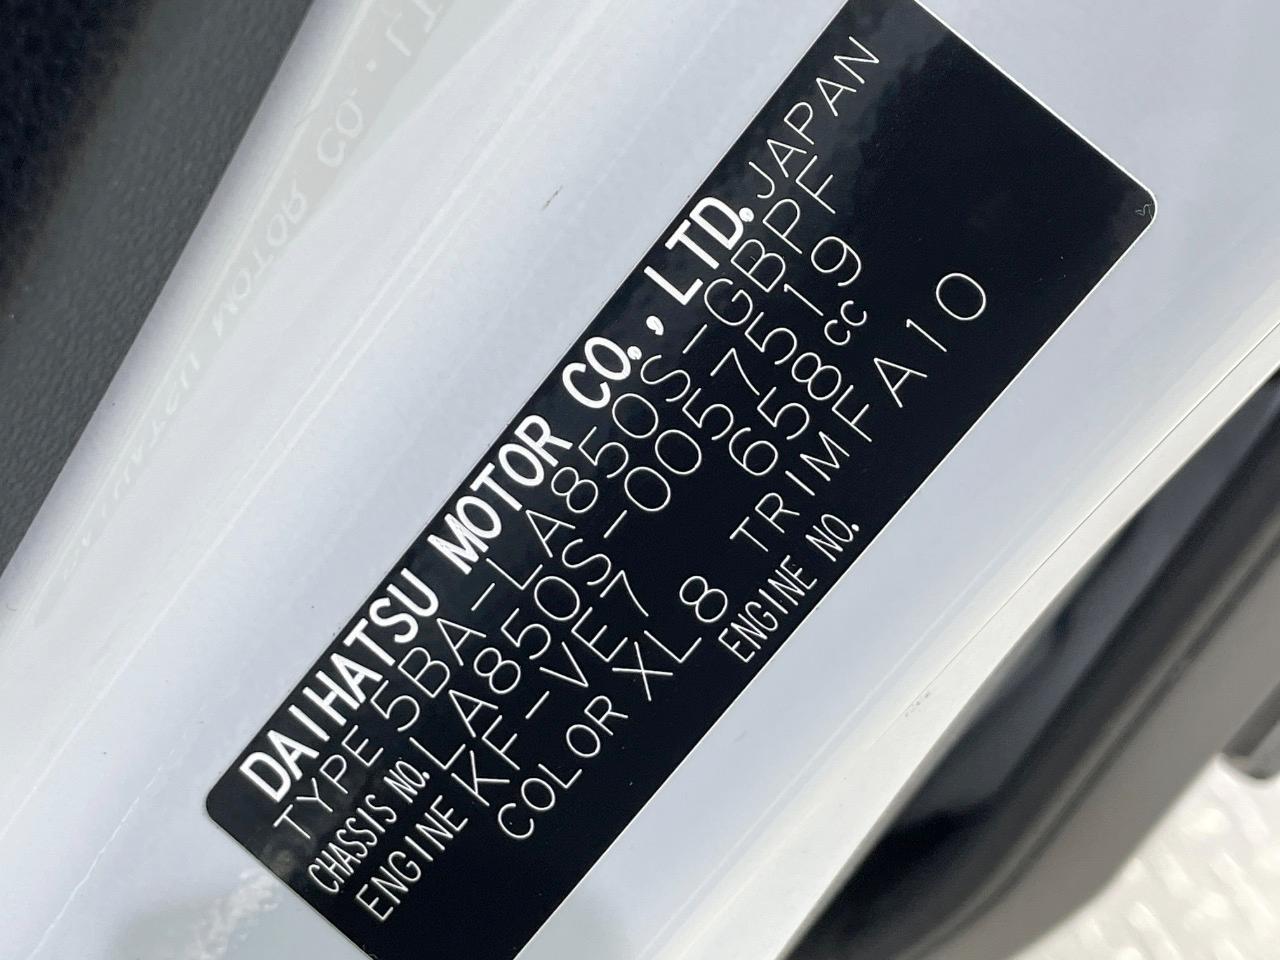 DAIHATSU MOTOR CO., LTD. JAPAN
TYPE 5BA-LA850S-GBPF
CHASSIS NO. LA850S-0057519
ENGINE KF-VE7 658cc
COLOR XL8 TRIM FA10
ENGINE NO.